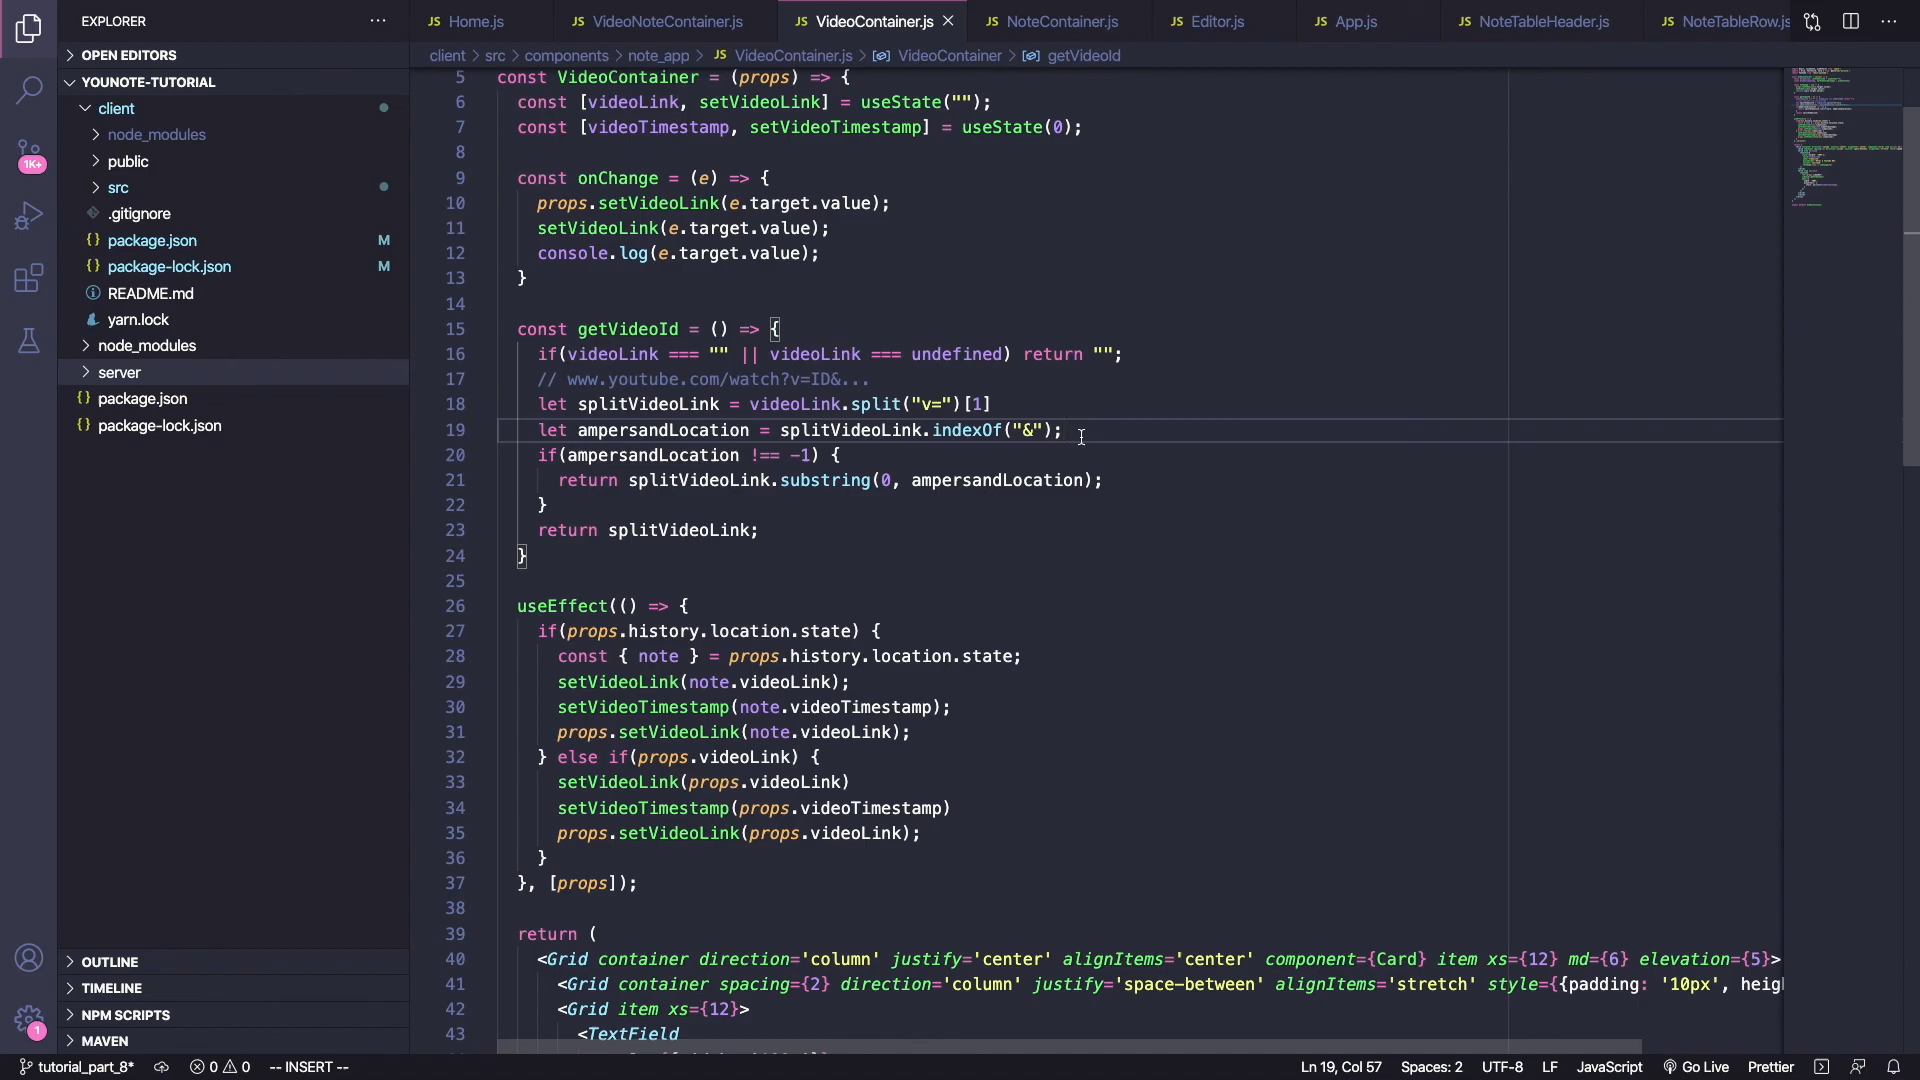 EXPLORER
OPEN EDITORS
YOUNOTE-TUTORIAL
client
node_modules
public
src
.gitignore
package.json M
package-lock.json M
README.md
yarn.lock
node_modules
server
package.json
package-lock.json
OUTLINE
TIMELINE
NPM SCRIPTS
MAVEN
1K+
1
JS Home.js
JS VideoNoteContainer.js
JS VideoContainer.js
JS NoteContainer.js
JS Editor.js
JS App.js
JS NoteTableHeader.js
JS NoteTableRow.js
client > src > components > note_app > JS VideoContainer.js > VideoContainer > getVideoId
5 const VideoContainer = (props) => {
6 const [videoLink, setVideoLink] = useState("");
7 const [videoTimestamp, setVideoTimestamp] = useState(0);
8
9 const onChange = (e) => {
10 props.setVideoLink(e.target.value);
11 setVideoLink(e.target.value);
12 console.log(e.target.value);
13 }
14
15 const getVideoId = () => {
16 if(videoLink === "" || videoLink === undefined) return "";
17 // www.youtube.com/watch?v=ID&...
18 let splitVideoLink = videoLink.split("v=")[1]
19 let ampersandLocation = splitVideoLink.indexOf("&");
20 if(ampersandLocation !== -1) {
21 return splitVideoLink.substring(0, ampersandLocation);
22 }
23 return splitVideoLink;
24 }
25
26 useEffect(() => {
27 if(props.history.location.state) {
28 const { note } = props.history.location.state;
29 setVideoLink(note.videoLink);
30 setVideoTimestamp(note.videoTimestamp);
31 props.setVideoLink(note.videoLink);
32 } else if(props.videoLink) {
33 setVideoLink(props.videoLink)
34 setVideoTimestamp(props.videoTimestamp)
35 props.setVideoLink(props.videoLink);
36 }
37 }, [props]);
38
39 return (
40 <Grid container direction='column' justify='center' alignItems='center' component={Card} item xs={12} md={6} elevation={5}>
41 <Grid container spacing={2} direction='column' justify='space-between' alignItems='stretch' style={{padding: '10px', heig
42 <Grid item xs={12}>
43 <TextField
tutorial_part_8* 0 0 -- INSERT --
Ln 19, Col 57 Spaces: 2 UTF-8 LF JavaScript Go Live Prettier